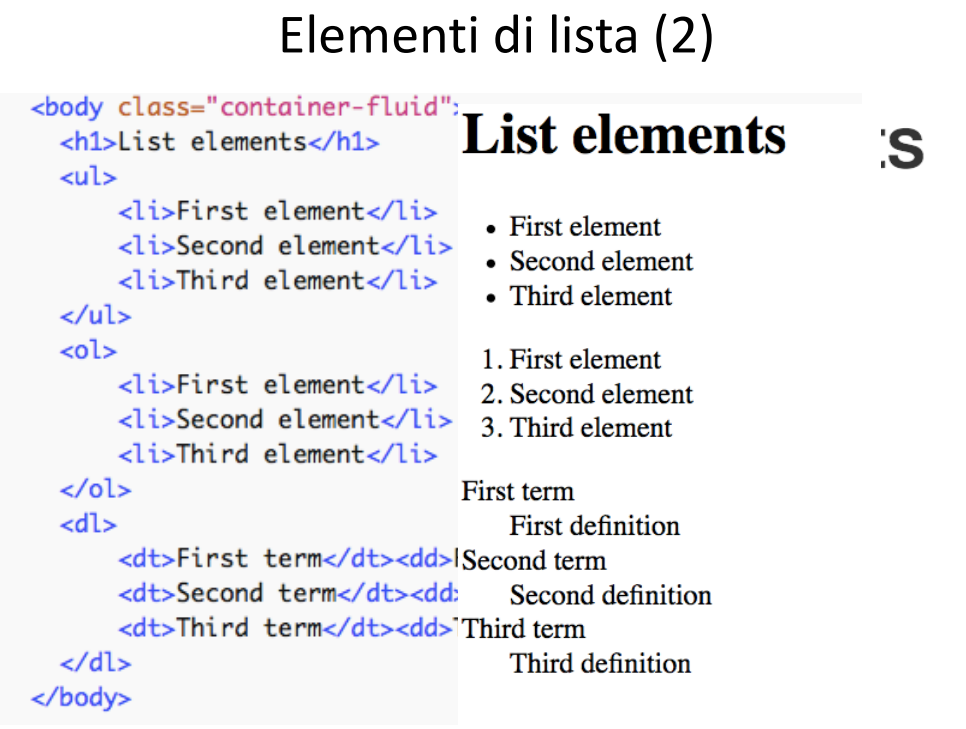 Elementi di lista (2)
<body class="container-fluid">
<h1>List elements</h1>
<ul>
<li>First element</li>
<li>Second element</li>
<li>Third element</li>
</ul>
<ol>
<li>First element</li>
<li>Second element</li>
<li>Third element</li>
</ol>
<dl>
<dt>First term</dt><dd>
<dt>Second term</dt><dd>
<dt>Third term</dt><dd>
</dl>
</body>
List elements
• First element
• Second element
• Third element
1. First element
2. Second element
3. Third element
First term
First definition
Second term
Second definition
Third term
Third definition